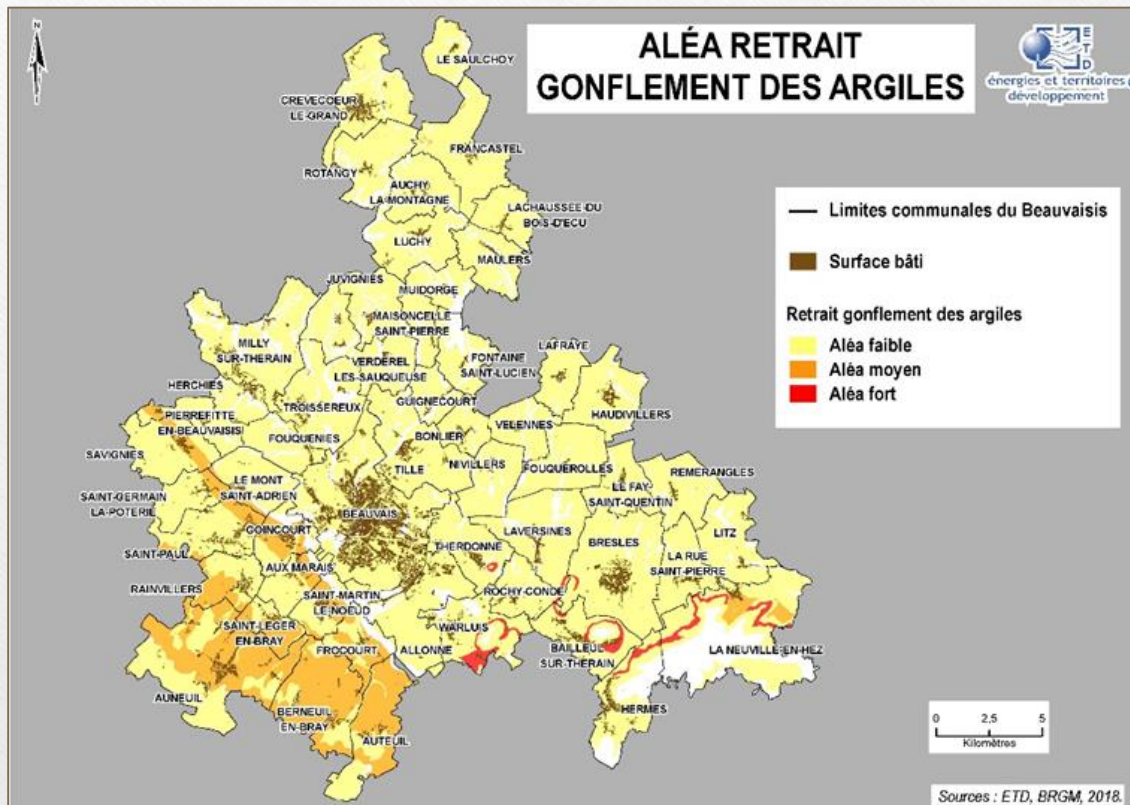 N
ALÉA RETRAIT
GONFLEMENT DES ARGILES
E
T
D
énergies et territoires
développement
LE SAULCHOY
CREVECOEUR
LE-GRAND
FRANCASTEL
ROTANGY
AUCHY
LA-MONTAGNE
LACHAUSSEE-DU
BOIS-D'ECU
LUCHY
MAULERS
JUVIGNIES
MUIDORGE
MAISONCELLE
SAINT-PIERRE
MILLY
SUR-THERAIN
VERDEREL
LES-SAUQUEUSE
FONTAINE
SAINT-LUCIEN
LAFRAYE
HERCHIES
TROISSEREUX
GUIGNECOURT
HAUDIVILLERS
PIERREFITTE
EN-BEAUVAISISI
FOUQUENIES
BONLIER
VELENNES
SAVIGNIES
TILLE
NIVILLERS
FOUQUEROLLES
REMERANGLES
LE MONT
SAINT-ADRIEN
LE FAY-
SAINT-QUENTIN
SAINT-GERMAIN
LA-POTERIE
BEAUVAIS
GOINCOURT
LAVERSINES
BRESLES
LITZ
THERDONNE
LA RUE
SAINT-PIERRE
SAINT-PAUL
AUX MARAIS
RAINVILLERS
SAINT-MARTIN
LE-NOEUD
ROCHY-CONDE
SAINT-LEGER
EN-BRAY
WARLUIS
FROCOURT
ALLONNE
BAILLEUL
SUR-THERAIN
LA NEUVILLE-EN-HEZ
AUNEUIL
BERNEUIL
EN-BRAY
HERMES
AUTEUIL
Limites communales du Beauvaisis
Surface bâti
Retrait gonflement des argiles
Aléa faible
Aléa moyen
Aléa fort
0 2,5 5
Kilomètres
Sources : ETD, BRGM, 2018.